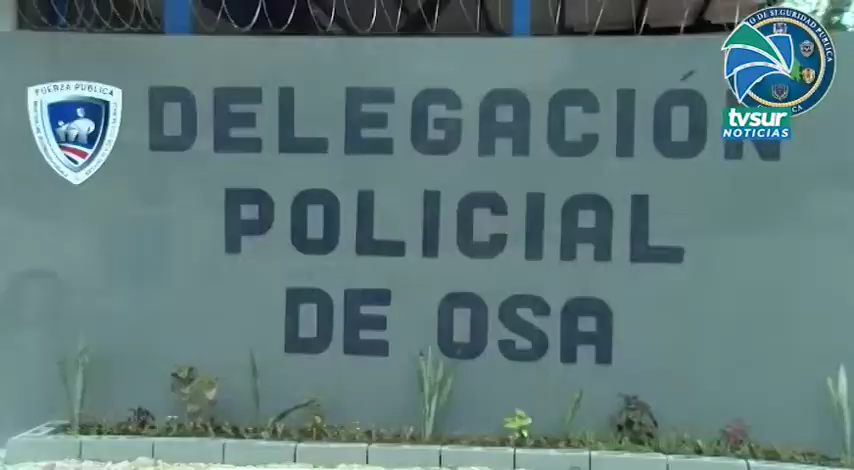 FUERZA PÚBLICA
DELEGACIÓN
POLICIAL
DE OSA
tvsur
NOTICIAS